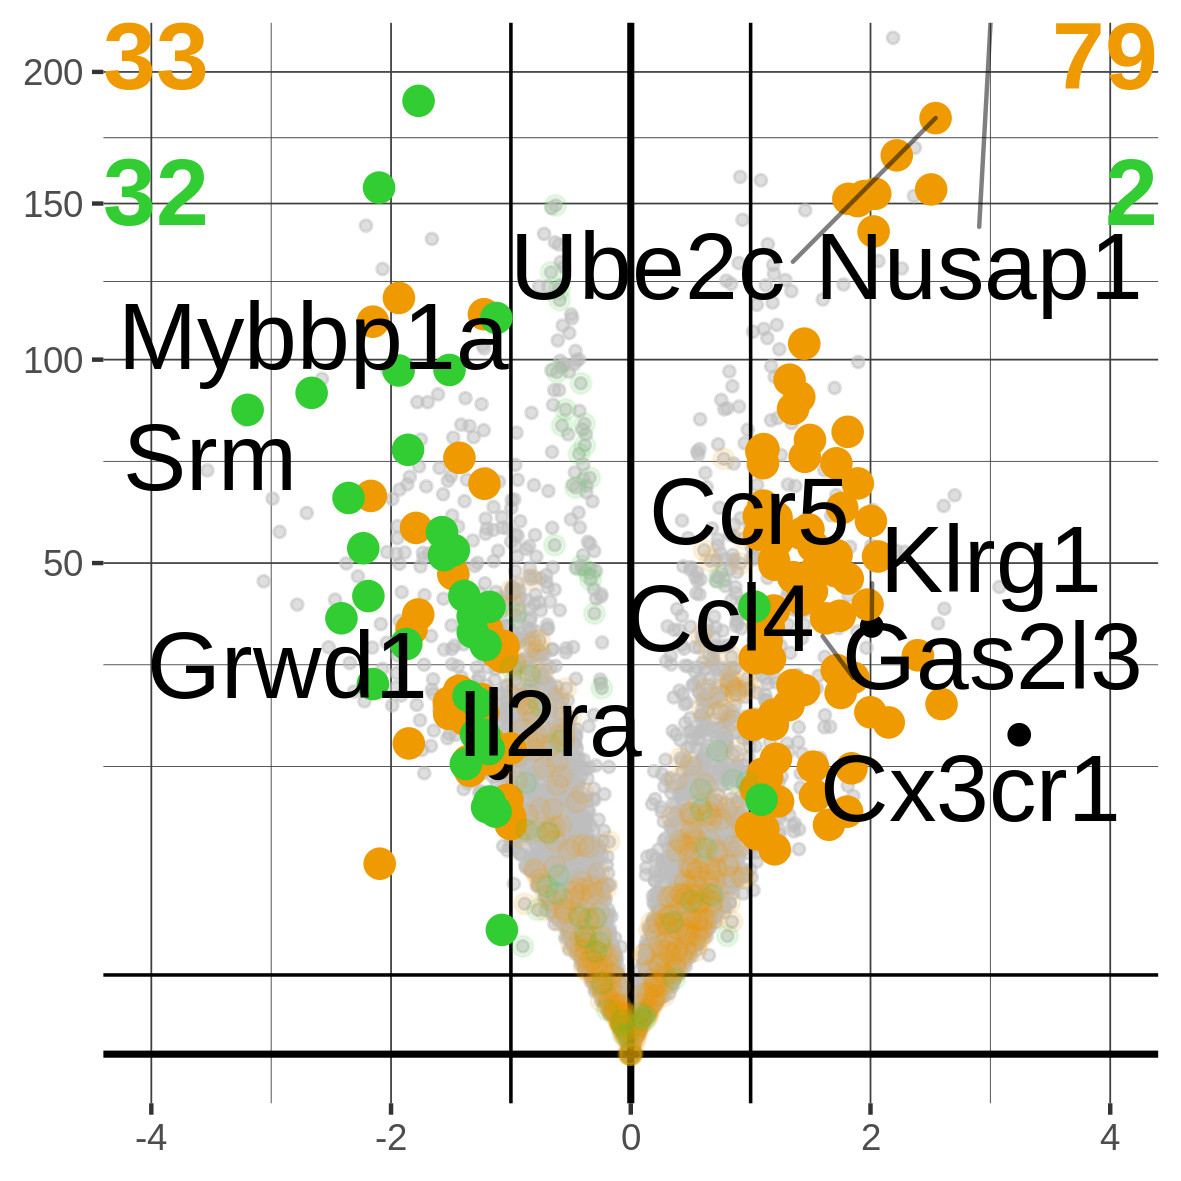 33
79
200
32
2
150
Ube2c
Nusap1
Mybbp1a
100
Srm
Ccr5
Klrg1
50
Ccl4
Gas2l3
Grwd1
Il2ra
Cx3cr1
-4
-2
0
2
4